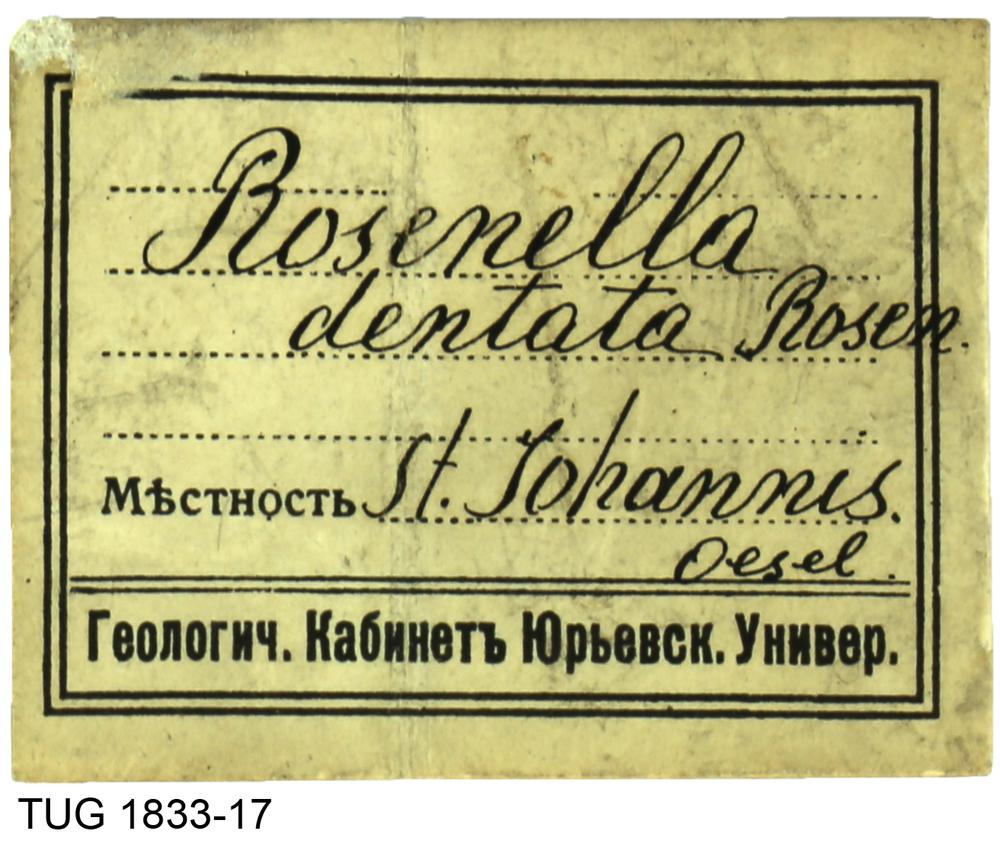 Rosenella
dentata Rosen.
Мѣстность St. Johannis.
Oesel.
Геологич. Кабинетъ Юрьевск. Универ.
TUG 1833-17